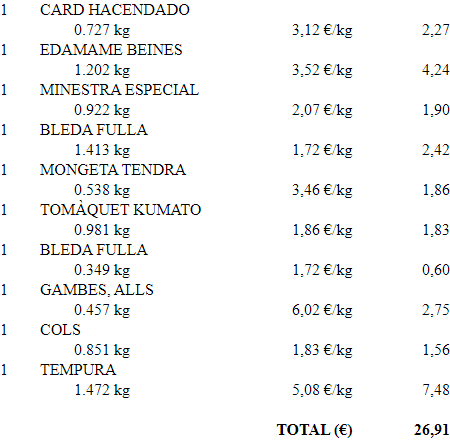 1 CARD HACENDADO
0.727 kg 3,12 €/kg 2,27
1 EDAMAME BEINES
1.202 kg 3,52 €/kg 4,24
1 MINESTRA ESPECIAL
0.922 kg 2,07 €/kg 1,90
1 BLEDA FULLA
1.413 kg 1,72 €/kg 2,42
1 MONGETA TENDRA
0.538 kg 3,46 €/kg 1,86
1 TOMÀQUET KUMATO
0.981 kg 1,86 €/kg 1,83
1 BLEDA FULLA
0.349 kg 1,72 €/kg 0,60
1 GAMBES, ALLS
0.457 kg 6,02 €/kg 2,75
1 COLS
0.851 kg 1,83 €/kg 1,56
1 TEMPURA
1.472 kg 5,08 €/kg 7,48
TOTAL (€) 26,91